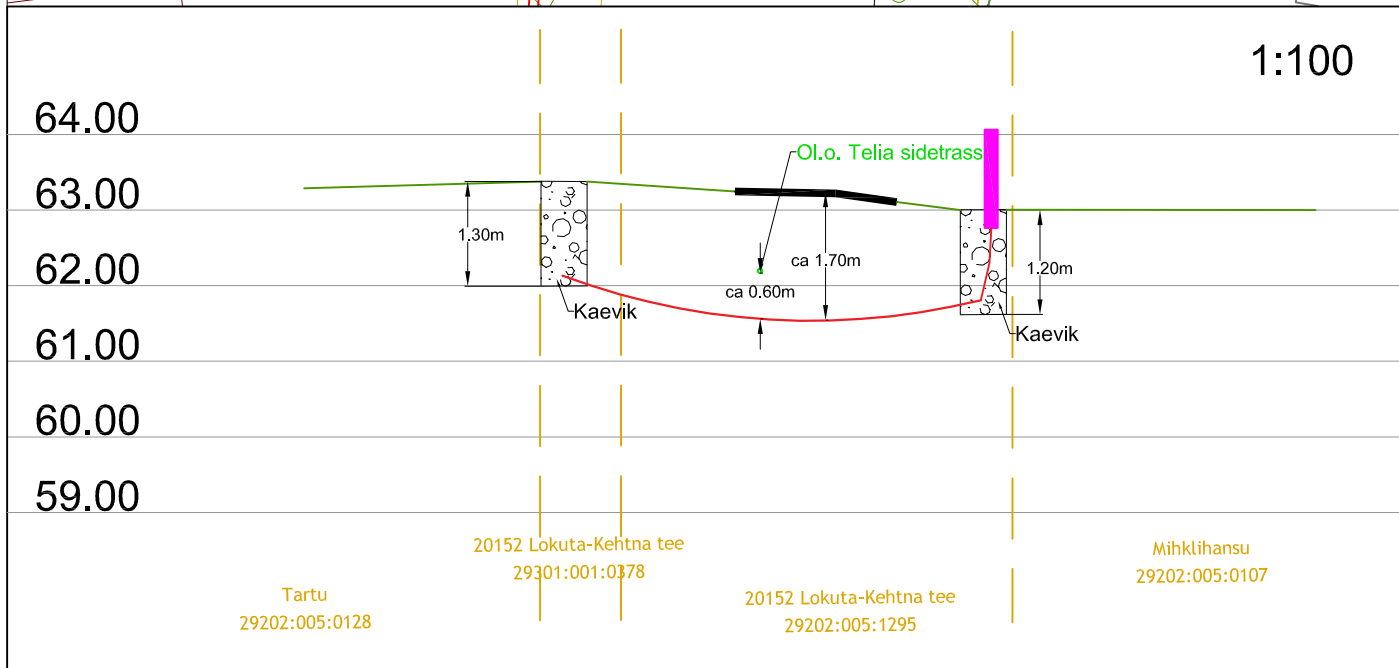 1:100
64.00
Ol.o. Telia sidetrass
63.00
1.30m
ca 1.70m
1.20m
62.00
ca 0.60m
Kaevik
Kaevik
61.00
60.00
59.00
20152 Lokuta-Kehtna tee
29301:001:0378
Mihklihansu
29202:005:0107
Tartu
29202:005:0128
20152 Lokuta-Kehtna tee
29202:005:1295